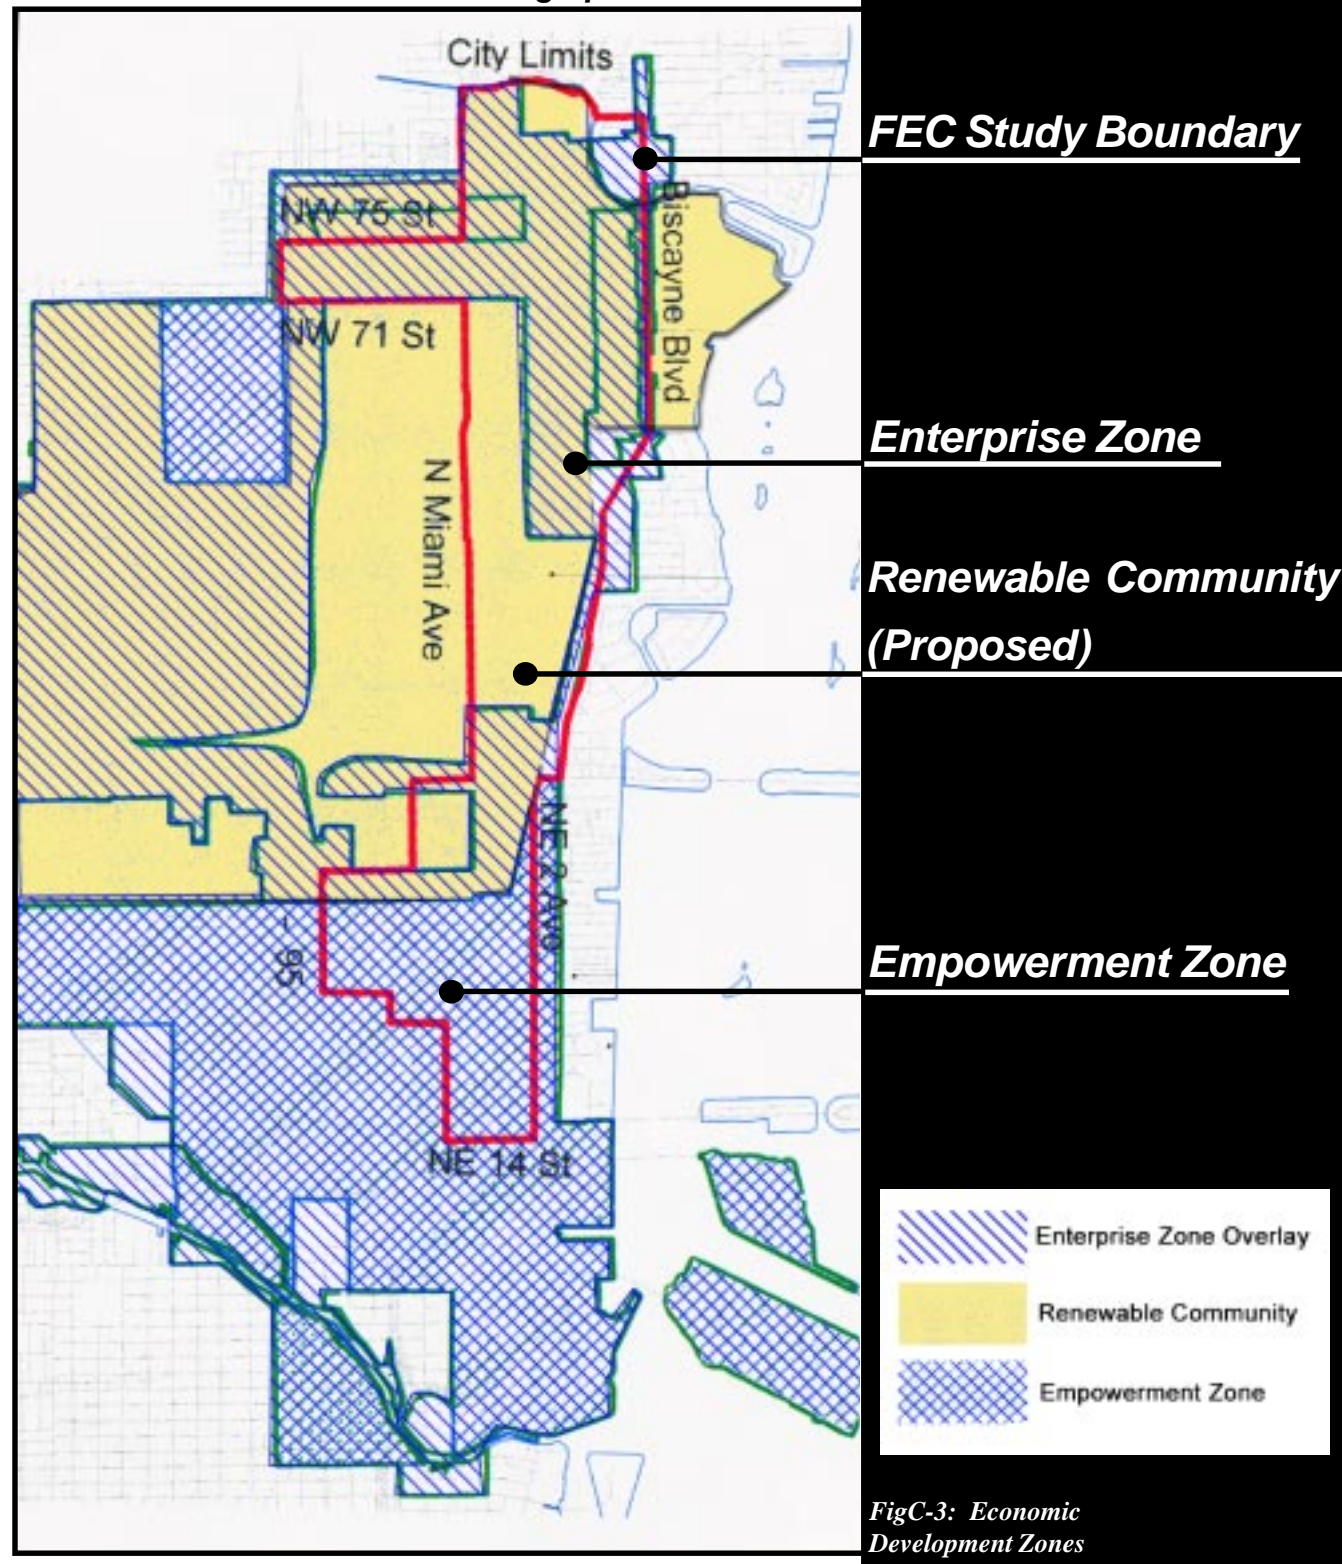 City Limits
FEC Study Boundary
NW 75 St
Biscayne Blvd
NW 71 St
Enterprise Zone
N Miami Ave
Renewable Community
(Proposed)
NE 2 Ave
- 95
Empowerment Zone
NE 14 St
Enterprise Zone Overlay
Renewable Community
Empowerment Zone
FigC-3: Economic
Development Zones